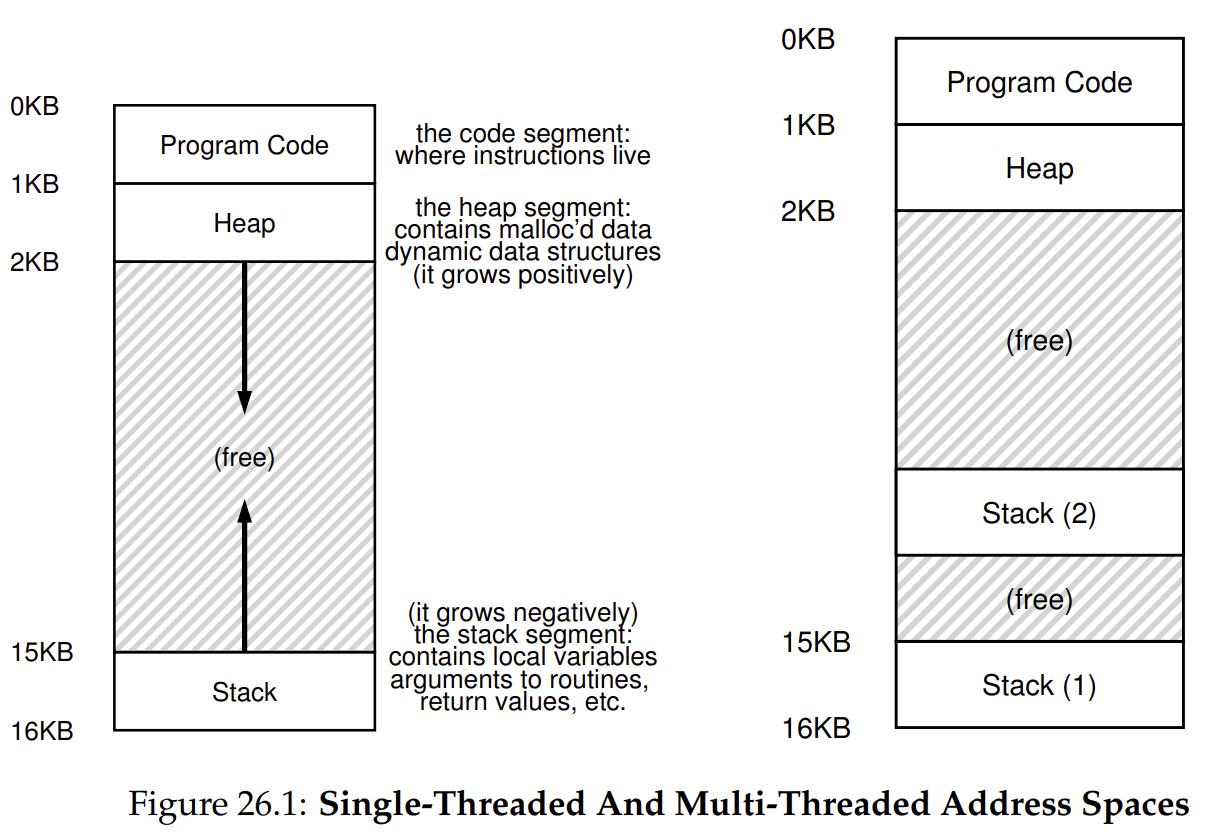 0KB
Program Code
the code segment:
where instructions live
1KB
Heap
the heap segment:
contains malloc'd data
dynamic data structures
(it grows positively)
2KB
(free)
(it grows negatively)
the stack segment:
contains local variables
arguments to routines,
return values, etc.
15KB
Stack
16KB
0KB
Program Code
1KB
Heap
2KB
(free)
Stack (2)
(free)
15KB
Stack (1)
16KB
Figure 26.1: Single-Threaded And Multi-Threaded Address Spaces